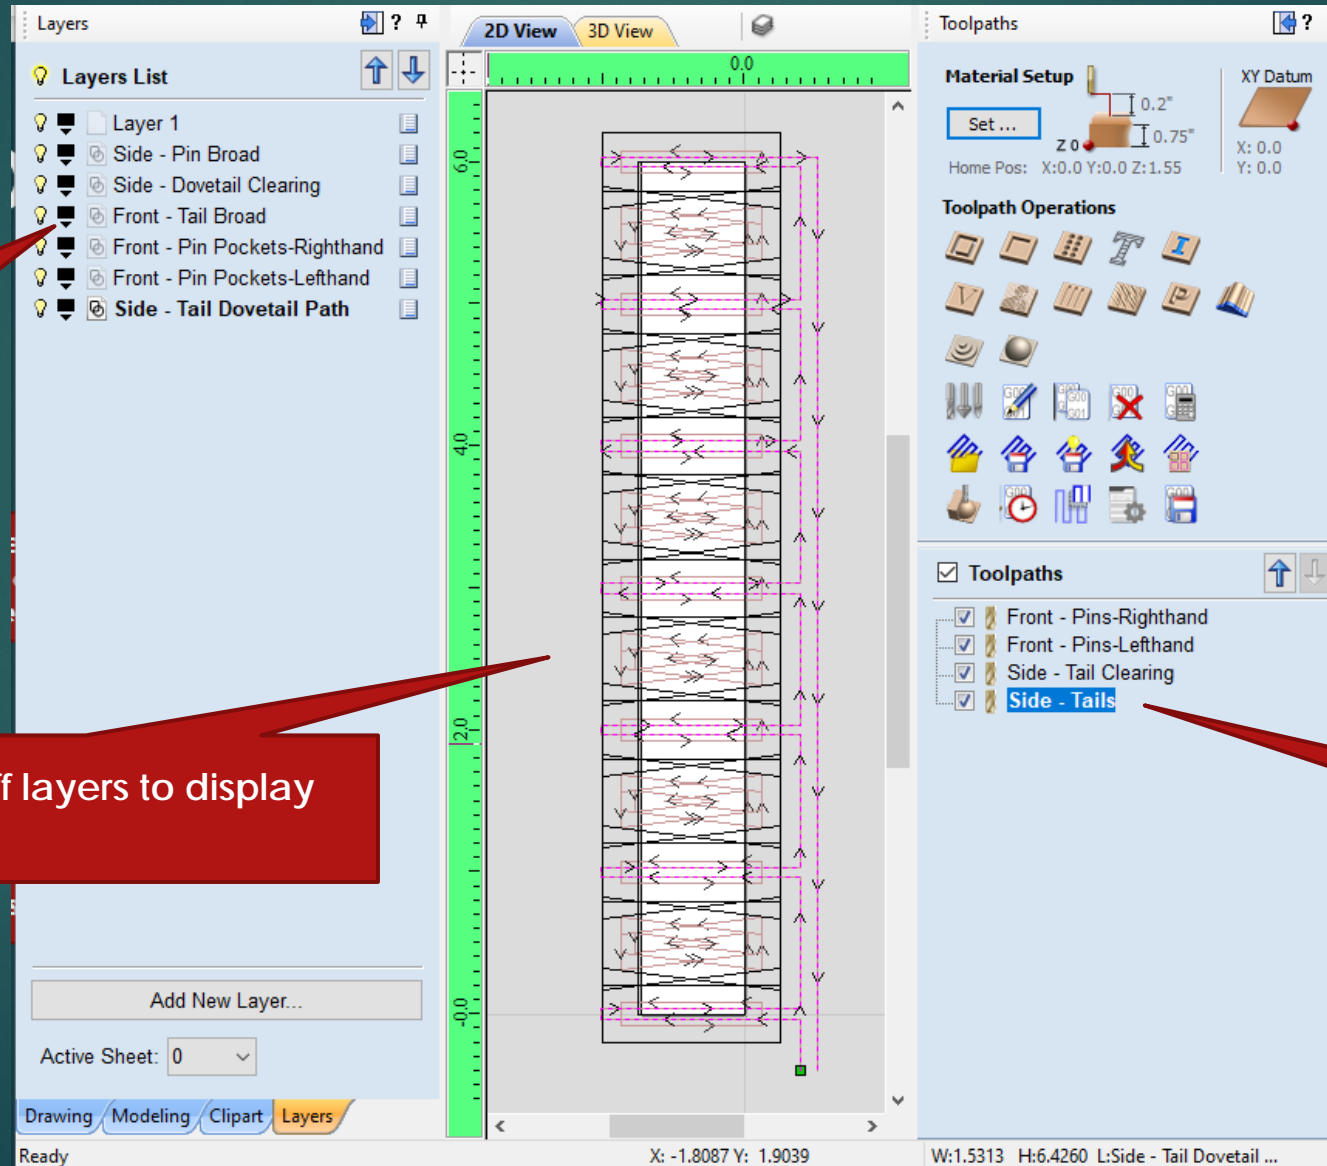 Layers
?
Layers List
Layer 1
Side - Pin Broad
Side - Dovetail Clearing
Front - Tail Broad
Front - Pin Pockets-Righthand
Front - Pin Pockets-Lefthand
Side - Tail Dovetail Path
layers to display
Add New Layer...
Active Sheet: 0
Drawing Modeling Clipart Layers
Ready
2D View 3D View
0.0
6.0
4.0
2.0
-0.0
X: -1.8087 Y: 1.9039
Toolpaths
?
Material Setup
XY Datum
Set ...
0.2"
Z 0
0.75"
X: 0.0
Y: 0.0
Home Pos: X:0.0 Y:0.0 Z:1.55
Toolpath Operations
Toolpaths
Front - Pins-Righthand
Front - Pins-Lefthand
Side - Tail Clearing
Side - Tails
W:1.5313 H:6.4260 L:Side - Tail Dovetail ...